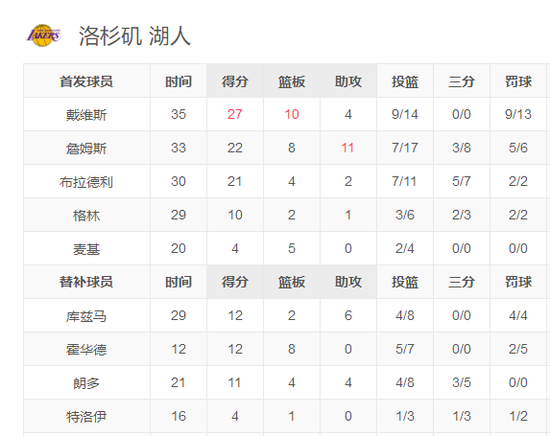 LAKERS
洛杉矶 湖人
首发球员 时间 得分 篮板 助攻 投篮 三分 罚球
戴维斯 35 27 10 4 9/14 0/0 9/13
詹姆斯 33 22 8 11 7/17 3/8 5/6
布拉德利 30 21 4 2 7/11 5/7 2/2
格林 29 10 2 1 3/6 2/3 2/2
麦基 20 4 5 0 2/4 0/0 0/0
替补球员 时间 得分 篮板 助攻 投篮 三分 罚球
库兹马 29 12 2 6 4/8 0/0 4/4
霍华德 12 12 8 0 5/7 0/0 2/5
朗多 21 11 4 4 4/8 3/5 0/0
特洛伊 16 4 1 0 1/3 1/3 1/2